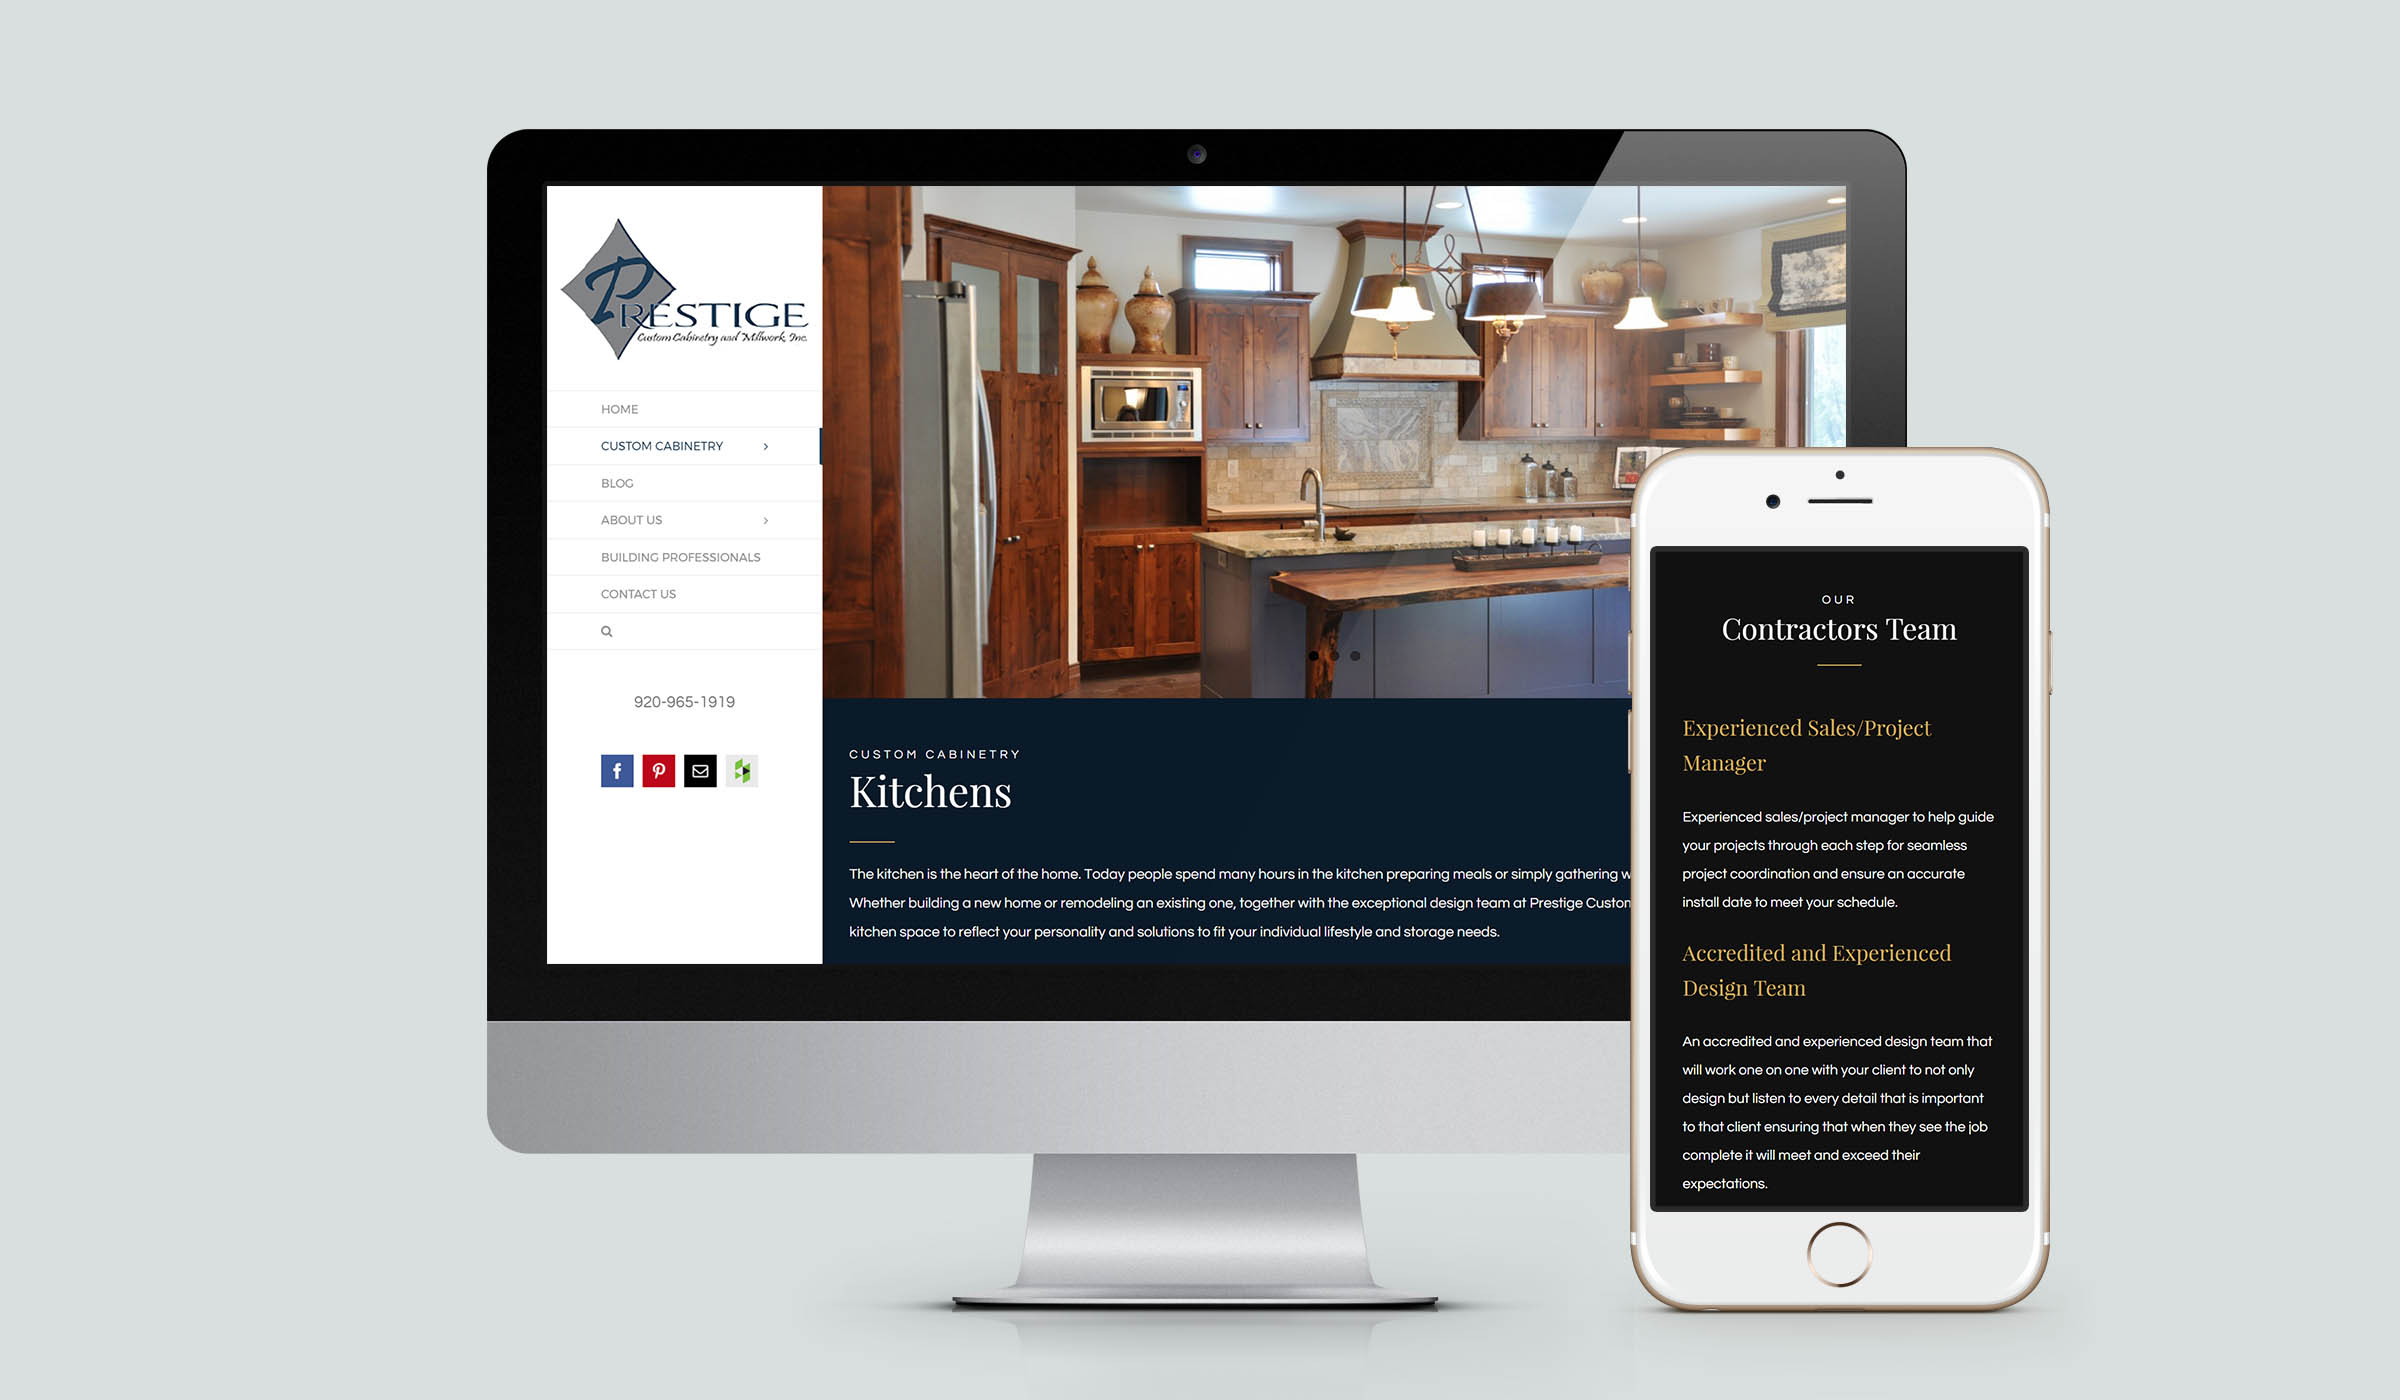 PRESTIGE
Custom Cabinetry and Millwork, Inc.
HOME
CUSTOM CABINETRY
BLOG
ABOUT US
BUILDING PROFESSIONALS
CONTACT US
920-965-1919
CUSTOM CABINETRY
Kitchens
The kitchen is the heart of the home. Today people spend many hours in the kitchen preparing meals or simply gathering w
Whether building a new home or remodeling an existing one, together with the exceptional design team at Prestige Custom
kitchen space to reflect your personality and solutions to fit your individual lifestyle and storage needs.
OUR
Contractors Team
Experienced Sales/Project
Manager
Experienced sales/project manager to help guide
your projects through each step for seamless
project coordination and ensure an accurate
install date to meet your schedule.
Accredited and Experienced
Design Team
An accredited and experienced design team that
will work one on one with your client to not only
design but listen to every detail that is important
to that client ensuring that when they see the job
complete it will meet and exceed their
expectations.